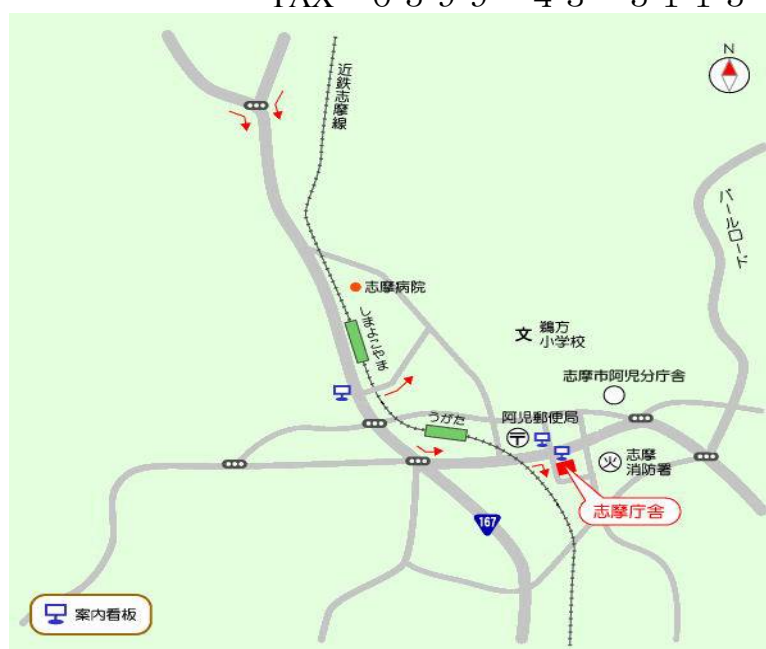 FAX ０５９９－４３－５１１３
N
近鉄志摩線
パールロード
志摩病院
しまよこやま
文 鵜方
小学校
志摩市阿児分庁舎
うがた
阿児郵便局
〒
火 志摩
消防署
志摩庁舎
167
案内看板